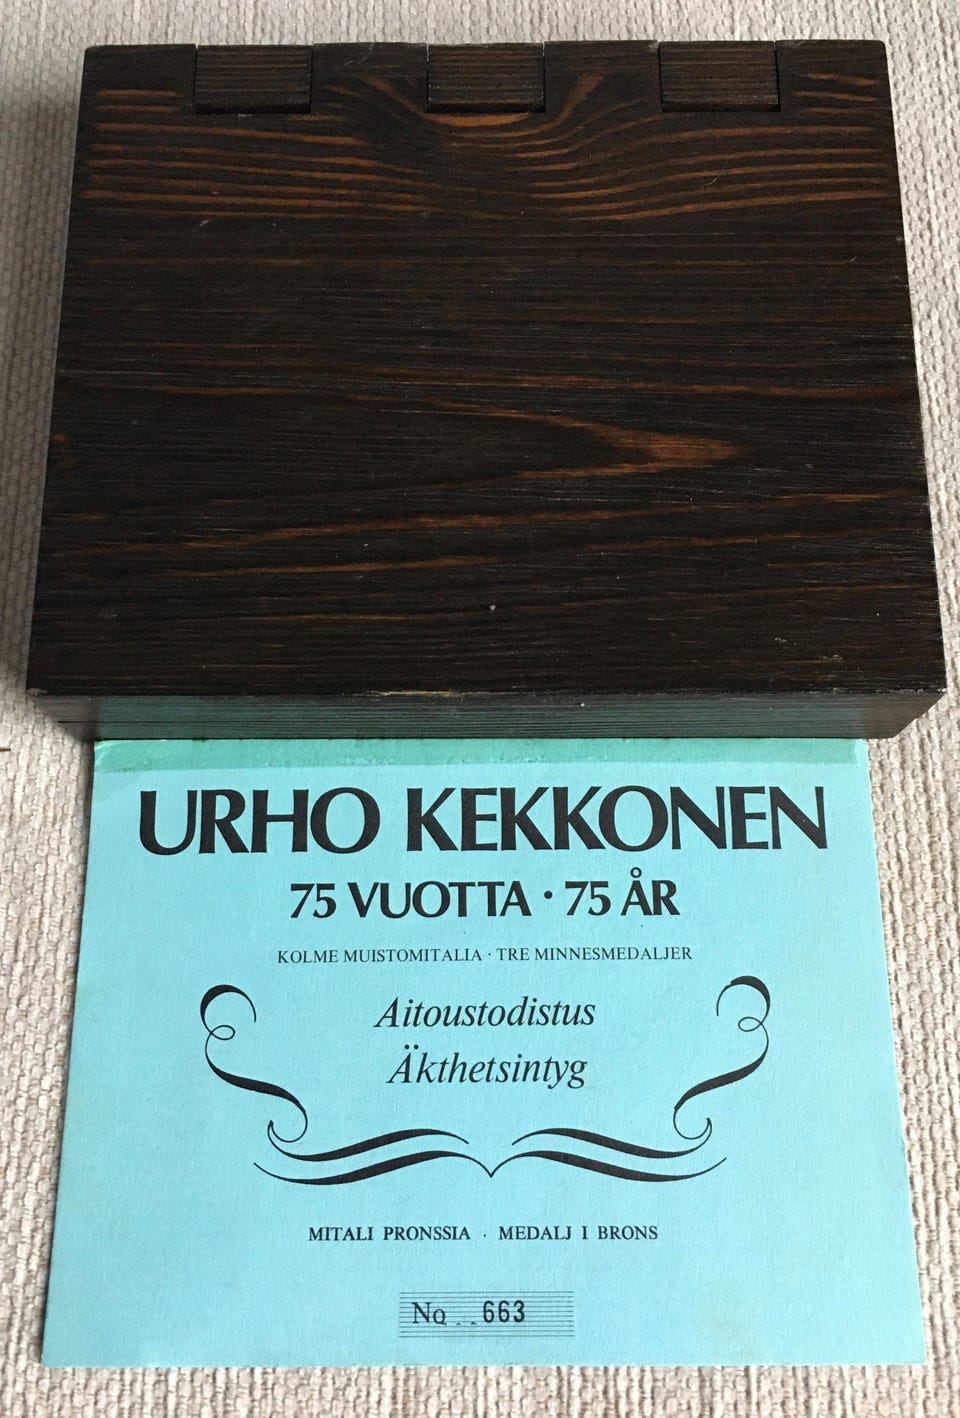 URHO KEKKONEN
75 VUOTTA · 75 ÅR
KOLME MUISTOMITALIA · TRE MINNESMEDALJER
Aitoustodistus
Äkthetsintyg
MITALI PRONSSIA · MEDALJ I BRONS
No 663